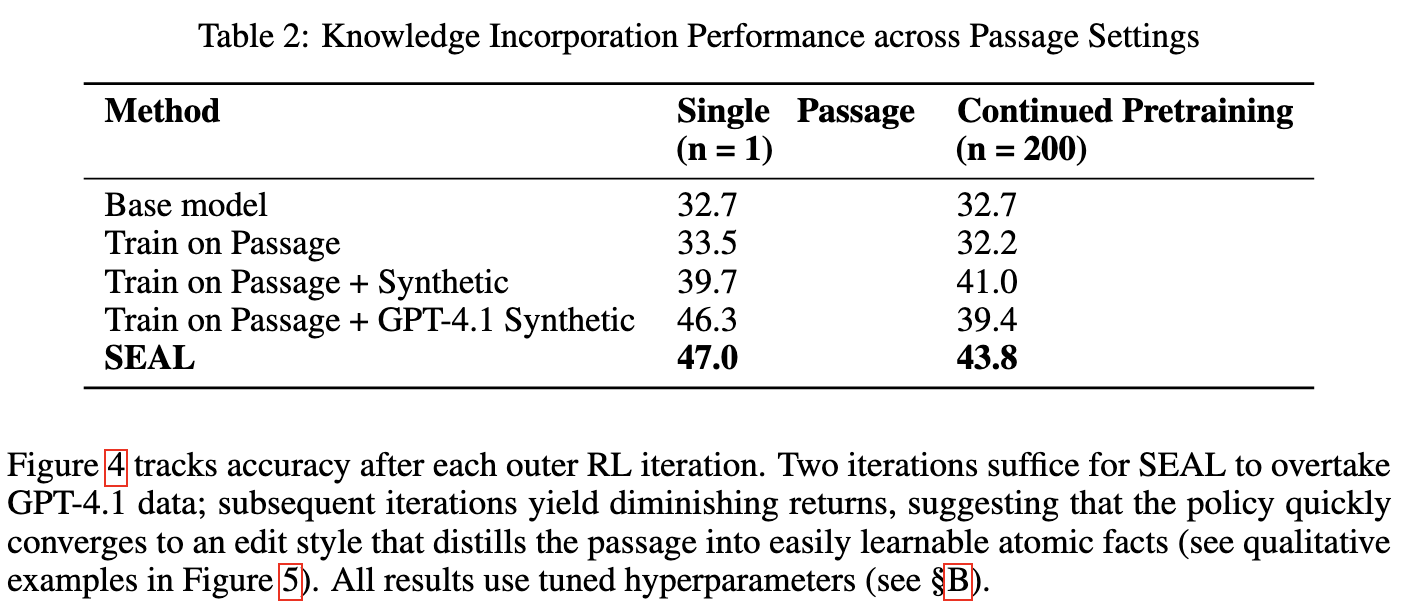 Table 2: Knowledge Incorporation Performance across Passage Settings
Method Single Passage Continued Pretraining
(n = 1) (n = 200)
Base model 32.7 32.7
Train on Passage 33.5 32.2
Train on Passage + Synthetic 39.7 41.0
Train on Passage + GPT-4.1 Synthetic 46.3 39.4
SEAL 47.0 43.8
Figure 4 tracks accuracy after each outer RL iteration. Two iterations suffice for SEAL to overtake
GPT-4.1 data; subsequent iterations yield diminishing returns, suggesting that the policy quickly
converges to an edit style that distills the passage into easily learnable atomic facts (see qualitative
examples in Figure 5). All results use tuned hyperparameters (see §B).